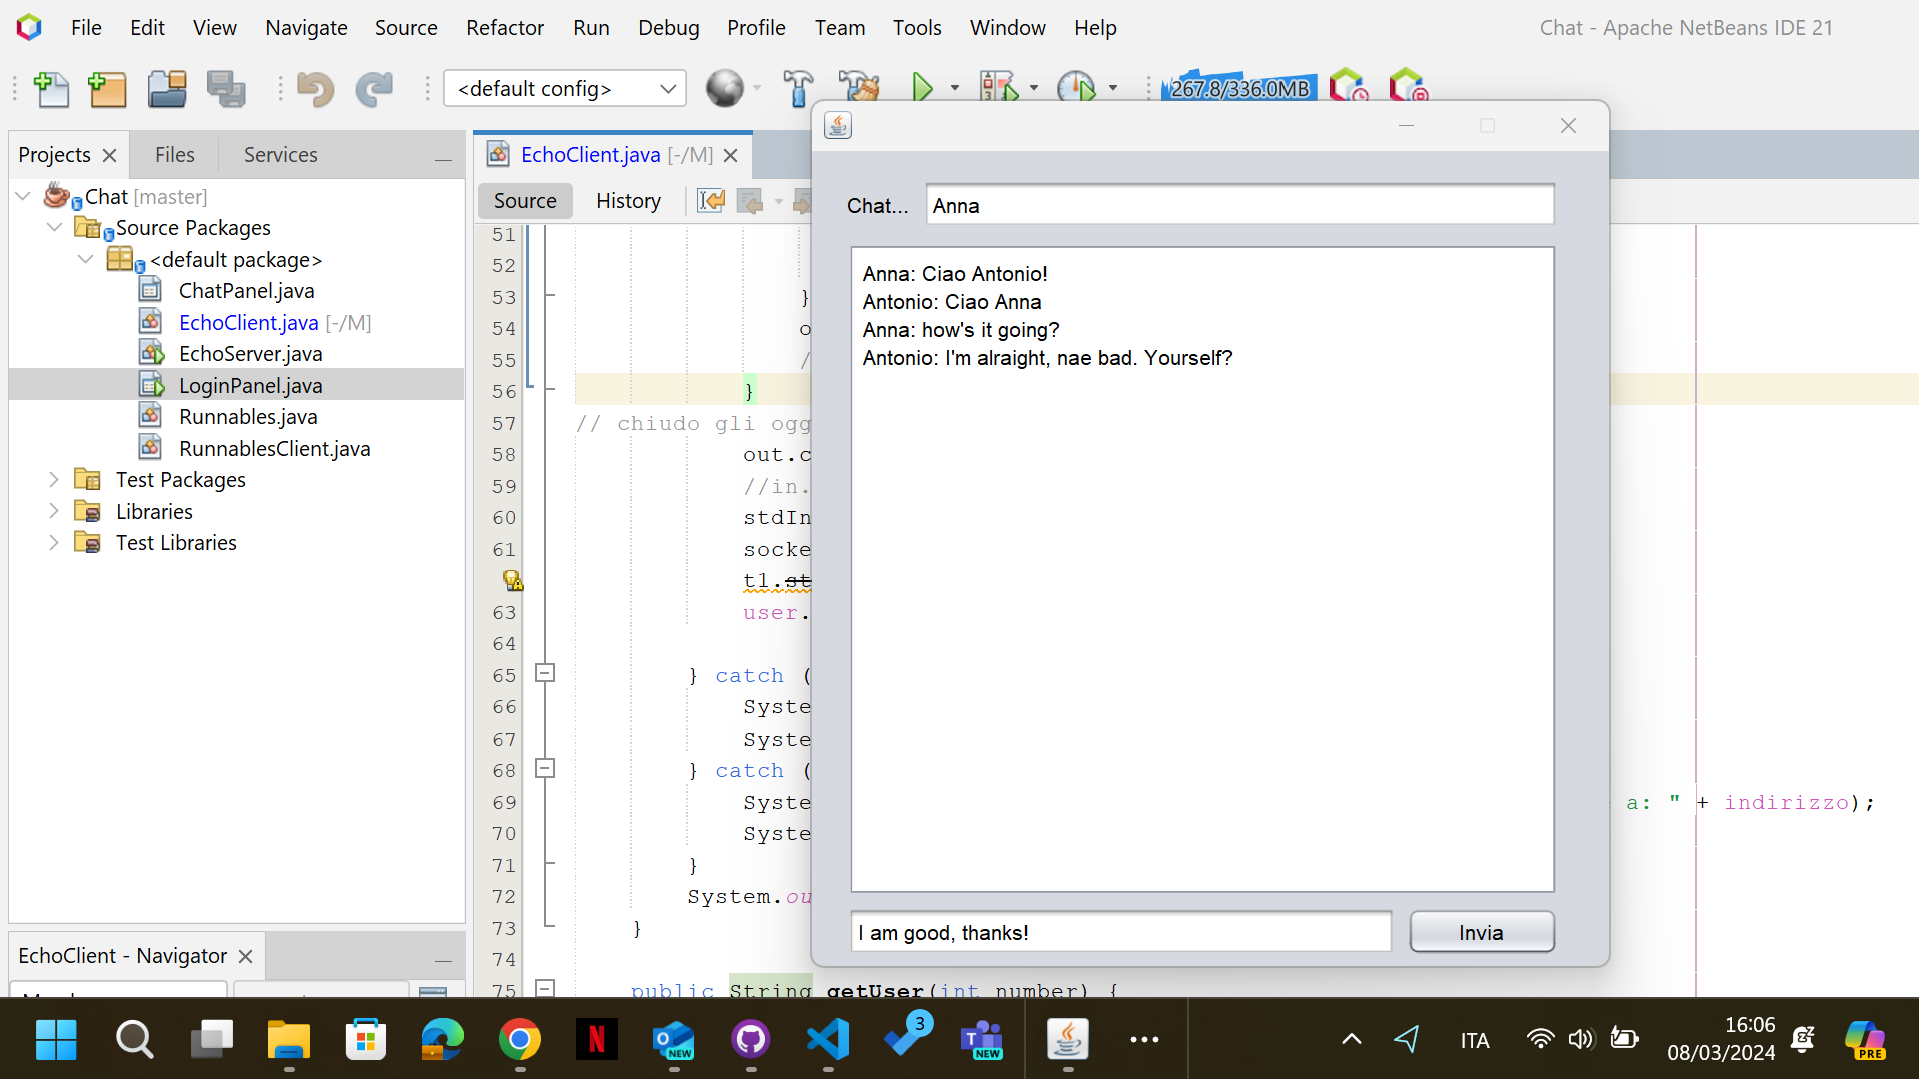 File Edit View Navigate Source Refactor Run Debug Profile Team Tools Window Help
Chat - Apache NetBeans IDE 21
<default config>
267.8/336.0MB
Projects Files Services
Chat [master]
Source Packages
<default package>
ChatPanel.java
EchoClient.java [-/M]
EchoServer.java
LoginPanel.java
Runnables.java
RunnablesClient.java
Test Packages
Libraries
Test Libraries
EchoClient - Navigator
EchoClient.java [-/M]
Source History
51
52
53 }
54 o
55 /
56 }
57 // chiudo gli ogg
58 out.c
59 //in.
60 stdIn
61 socke
t1.st
63 user.
64
65 } catch (
66 Syste
67 Syste
68 } catch (
69 Syste a: " + indirizzo);
70 Syste
71 }
72 System.ou
73 }
74
75 public String getUser(int number) {
Chat... Anna
Anna: Ciao Antonio!
Antonio: Ciao Anna
Anna: how's it going?
Antonio: I'm alraight, nae bad. Yourself?
I am good, thanks! Invia
N
NEW
3
NEW
ITA
16:06
08/03/2024
PRE